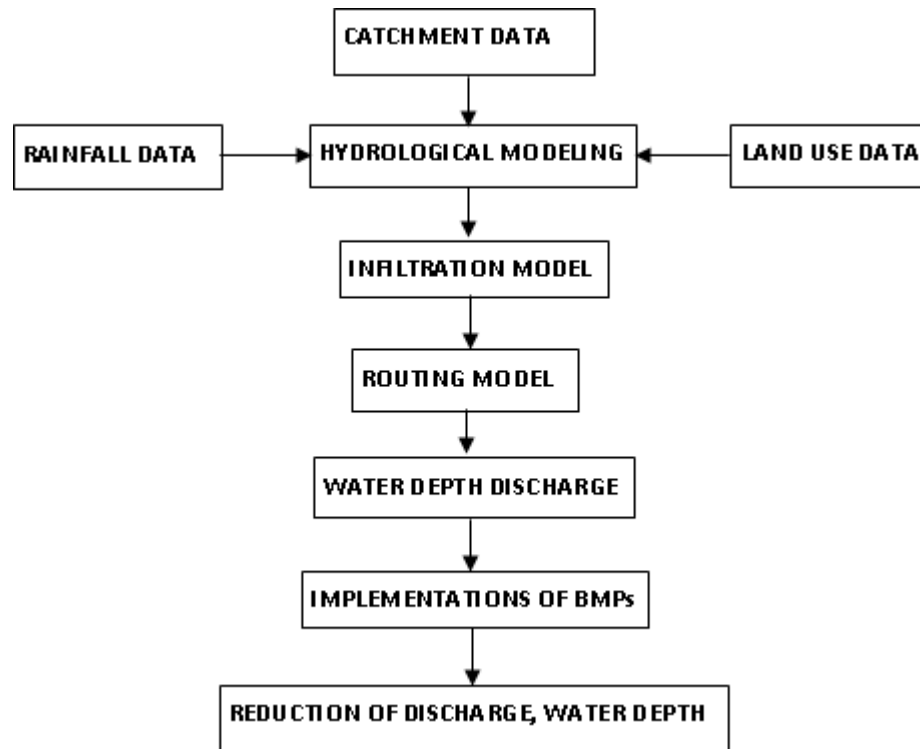 CATCHMENT DATA
RAINFALL DATA
HYDROLOGICAL MODELING
LAND USE DATA
INFILTRATION MODEL
ROUTING MODEL
WATER DEPTH DISCHARGE
IMPLEMENTATIONS OF BMPs
REDUCTION OF DISCHARGE, WATER DEPTH